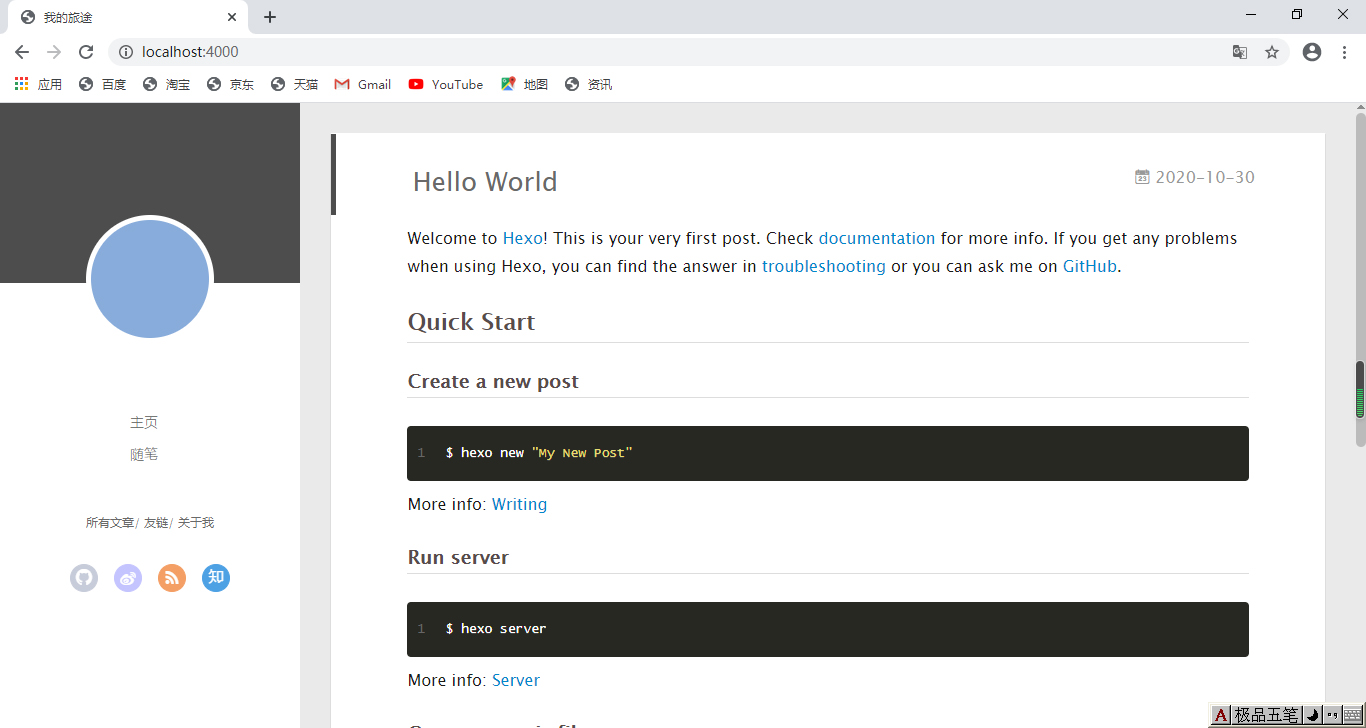 我的旅途
localhost:4000
应用 百度 淘宝 京东 天猫 Gmail YouTube 地图 资讯
主页
随笔
所有文章/ 友链/ 关于我
知
Hello World
23 2020-10-30
Welcome to Hexo! This is your very first post. Check documentation for more info. If you get any problems
when using Hexo, you can find the answer in troubleshooting or you can ask me on GitHub.
Quick Start
Create a new post
1 $ hexo new "My New Post"
More info: Writing
Run server
1 $ hexo server
More info: Server
A 极品五笔